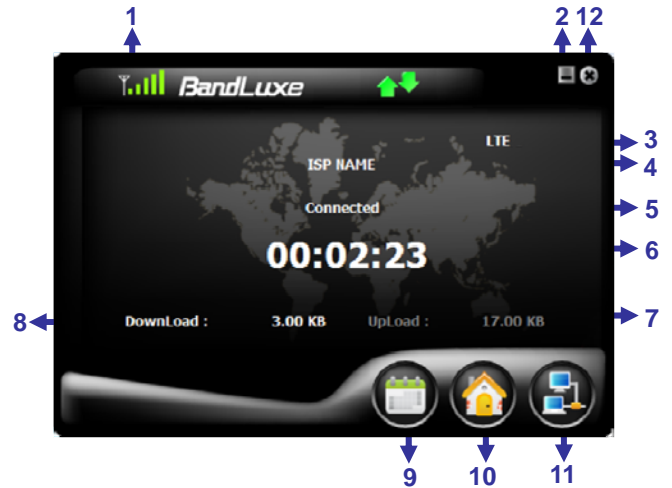 1 2 12
BandLuxe
LTE 3
ISP NAME 4
Connected 5
00:02:23 6
8 DownLoad : 3.00 KB UpLoad : 17.00 KB 7
9 10 11